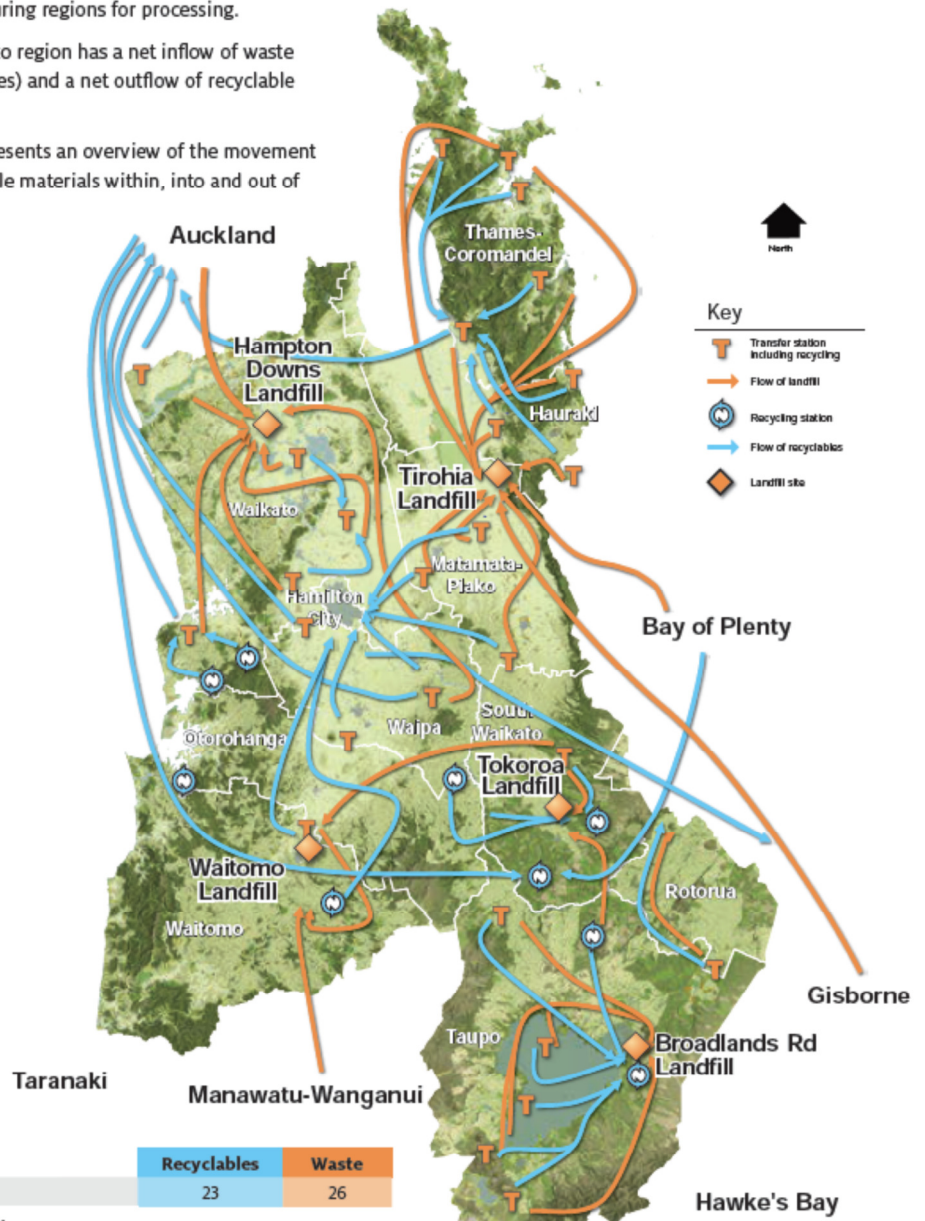 uring regions for processing.
to region has a net inflow of waste
es) and a net outflow of recyclable
esents an overview of the movement
le materials within, into and out of
Auckland
Thames-
Coromandel
North
Key
Transfer station
including recycling
Flow of landfill
Recycling station
Flow of recyclables
Landfill site
Hampton
Downs
Landfill
Hauraki
Tirohia
Landfill
Waikato
Matamata-
Piako
Hamilton
City
Bay of Plenty
Waipa
South
Waikato
Otorohanga
Tokoroa
Landfill
Waitomo
Landfill
Rotorua
Waitomo
Gisborne
Taupo
Broadlands Rd
Landfill
Taranaki
Manawatu-Wanganui
Recyclables Waste
23 26
Hawke's Bay